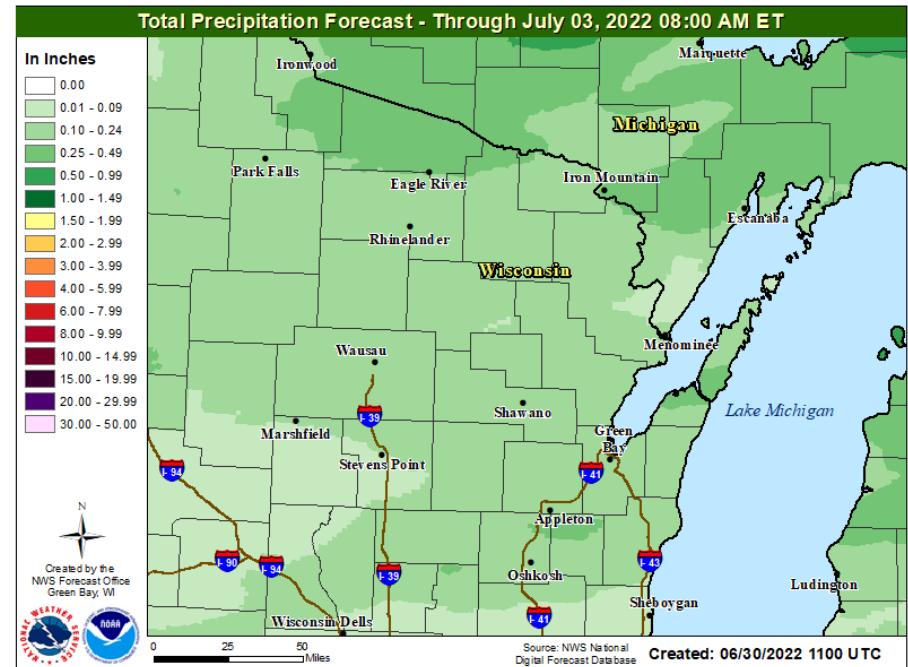 Total Precipitation Forecast - Through July 03, 2022 08:00 AM ET
In Inches
0.00
0.01 - 0.09
0.10 - 0.24
0.25 - 0.49
0.50 - 0.99
1.00 - 1.49
1.50 - 1.99
2.00 - 2.99
3.00 - 3.99
4.00 - 5.99
6.00 - 7.99
8.00 - 9.99
10.00 - 14.99
15.00 - 19.99
20.00 - 29.99
30.00 - 50.00
Ironwood
Marquette
Michigan
Park Falls
Eagle River
Iron Mountain
Escanaba
Rhinelander
Wisconsin
Menominee
Wausau
Shawano
Lake Michigan
I-39
Marshfield
Green
Bay
Stevens Point
I-94
I-41
Appleton
I-90
I-94
I-39
Oshkosh
I-43
Ludington
Sheboygan
I-41
Wisconsin Dells
N
Created by the
NWS Forecast Office
Green Bay, WI
NATIONAL WEATHER SERVICE
NOAA
0 25 50
Miles
Source: NWS National
Digital Forecast Database
Created: 06/30/2022 1100 UTC